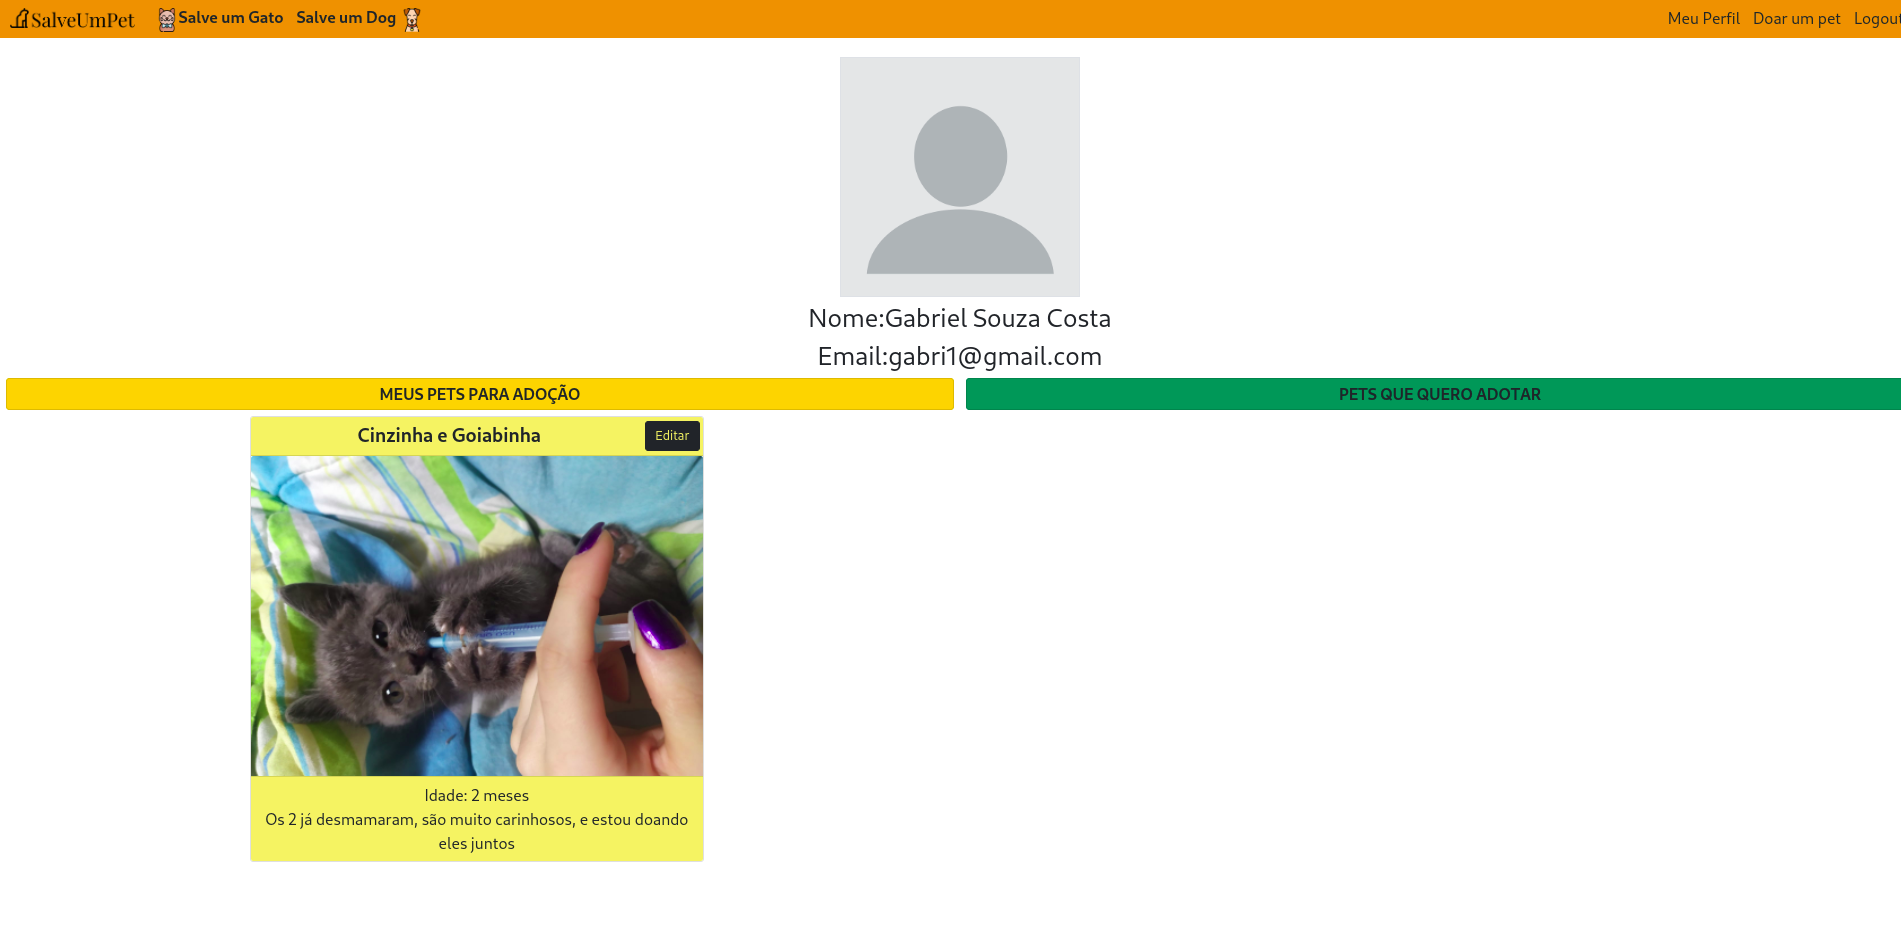 SalveUmPet Salve um Gato Salve um Dog Meu Perfil Doar um pet Logout
Nome:Gabriel Souza Costa
Email:gabri1@gmail.com
MEUS PETS PARA ADOÇÃO PETS QUE QUERO ADOTAR
Cinzinha e Goiabinha Editar
Idade: 2 meses
Os 2 já desmamaram, são muito carinhosos, e estou doando
eles juntos